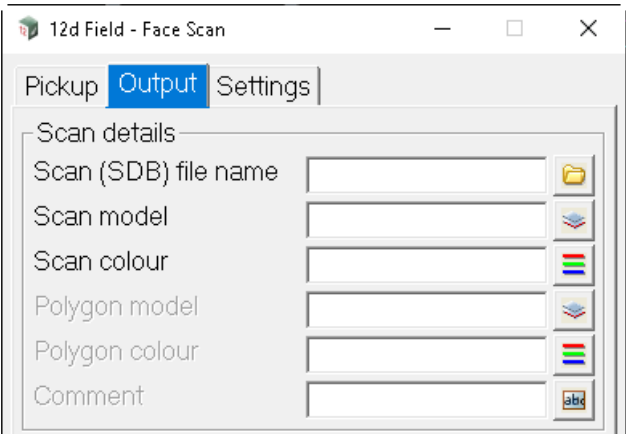 12d Field - Face Scan
Pickup Output Settings
Scan details
Scan (SDB) file name
Scan model
Scan colour
Polygon model
Polygon colour
Comment
abc